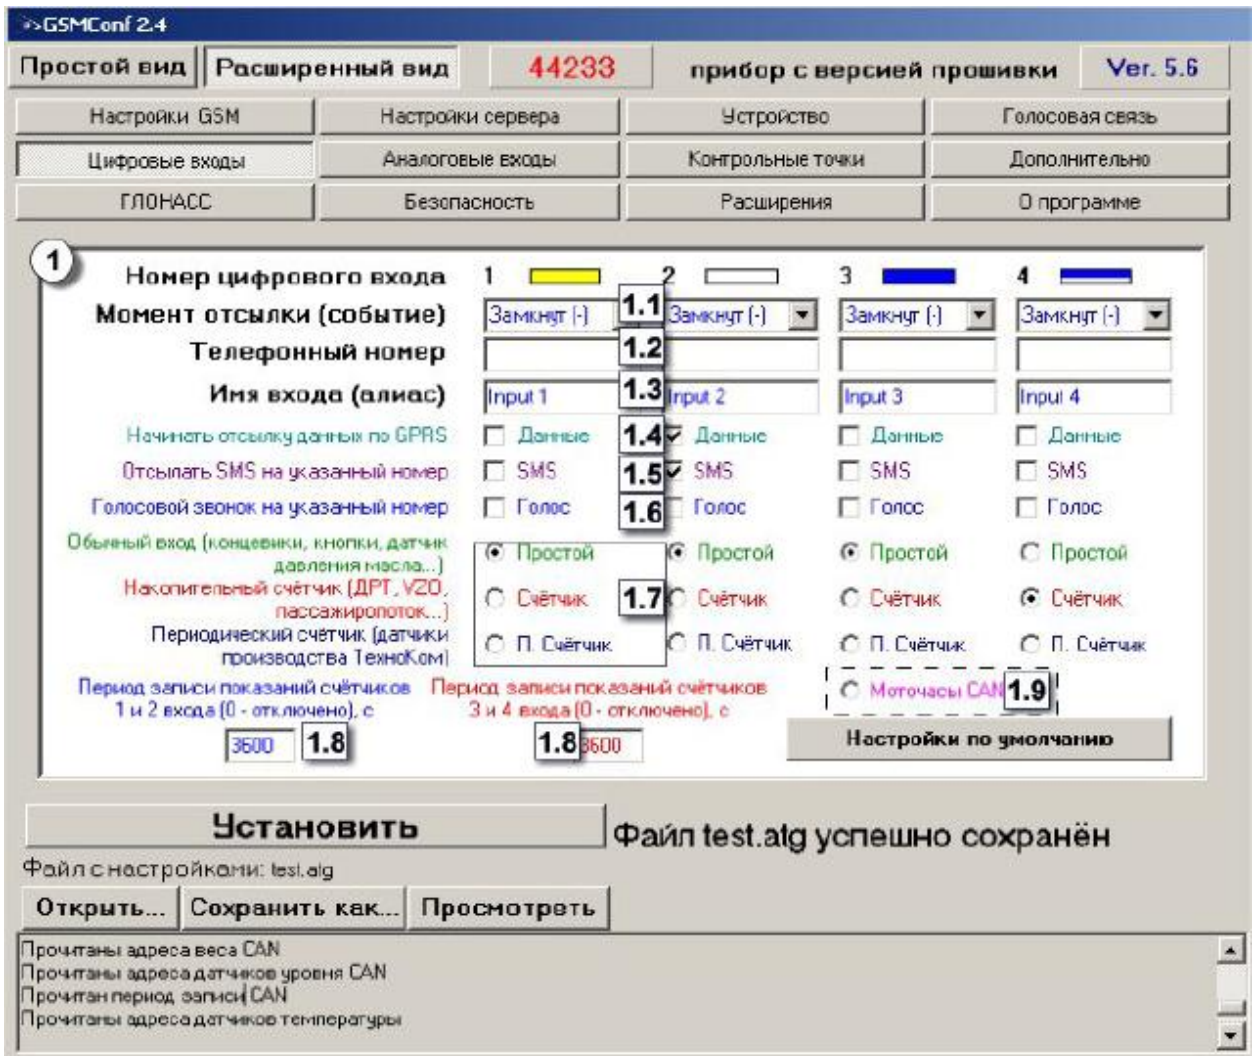 GSMConf 2.4
Простой вид Расширенный вид 44233 прибор с версией прошивки Ver. 5.6
Настройки GSM Настройки сервера Устройство Голосовая связь
Цифровые входы Аналоговые входы Контрольные точки Дополнительно
ГЛОНАСС Безопасность Расширения О программе
1
Номер цифрового входа 1 2 3 4
Момент отсылки (событие) Замкнут (-) 1.1 Замкнут (-) Замкнут (-) Замкнут (-)
Телефонный номер 1.2
Имя входа (алиас) Input 1 1.3 Input 2 Input 3 Input 4
Начинать отсылку данных по GPRS Данные 1.4 Данные Данные Данные
Отсылать SMS на указанный номер SMS 1.5 SMS SMS SMS
Голосовой звонок на указанный номер Голос 1.6 Голос Голос Голос
Обычный вход (концевики, кнопки, датчик
давления масла...) Простой Простой Простой Простой
Накопительный счётчик (ДРТ, VZO,
пассажиропоток...) Счётчик 1.7 Счётчик Счётчик Счётчик
Периодический счётчик (датчики
производства ТехноКом) П. Счётчик П. Счётчик П. Счётчик П. Счётчик
Период записи показаний счётчиков Период записи показаний счётчиков Моточасы CAN 1.9
1 и 2 входа (0 - отключено), с 3 и 4 входа (0 - отключено), с
3600 1.8 1.8 3600 Настройки по умолчанию
Установить Файл test.atg успешно сохранён
Файл с настройками: test.atg
Открыть... Сохранить как... Просмотреть
Прочитаны адреса веса CAN
Прочитаны адреса датчиков уровня CAN
Прочитан период записи CAN
Прочитаны адреса датчиков температуры